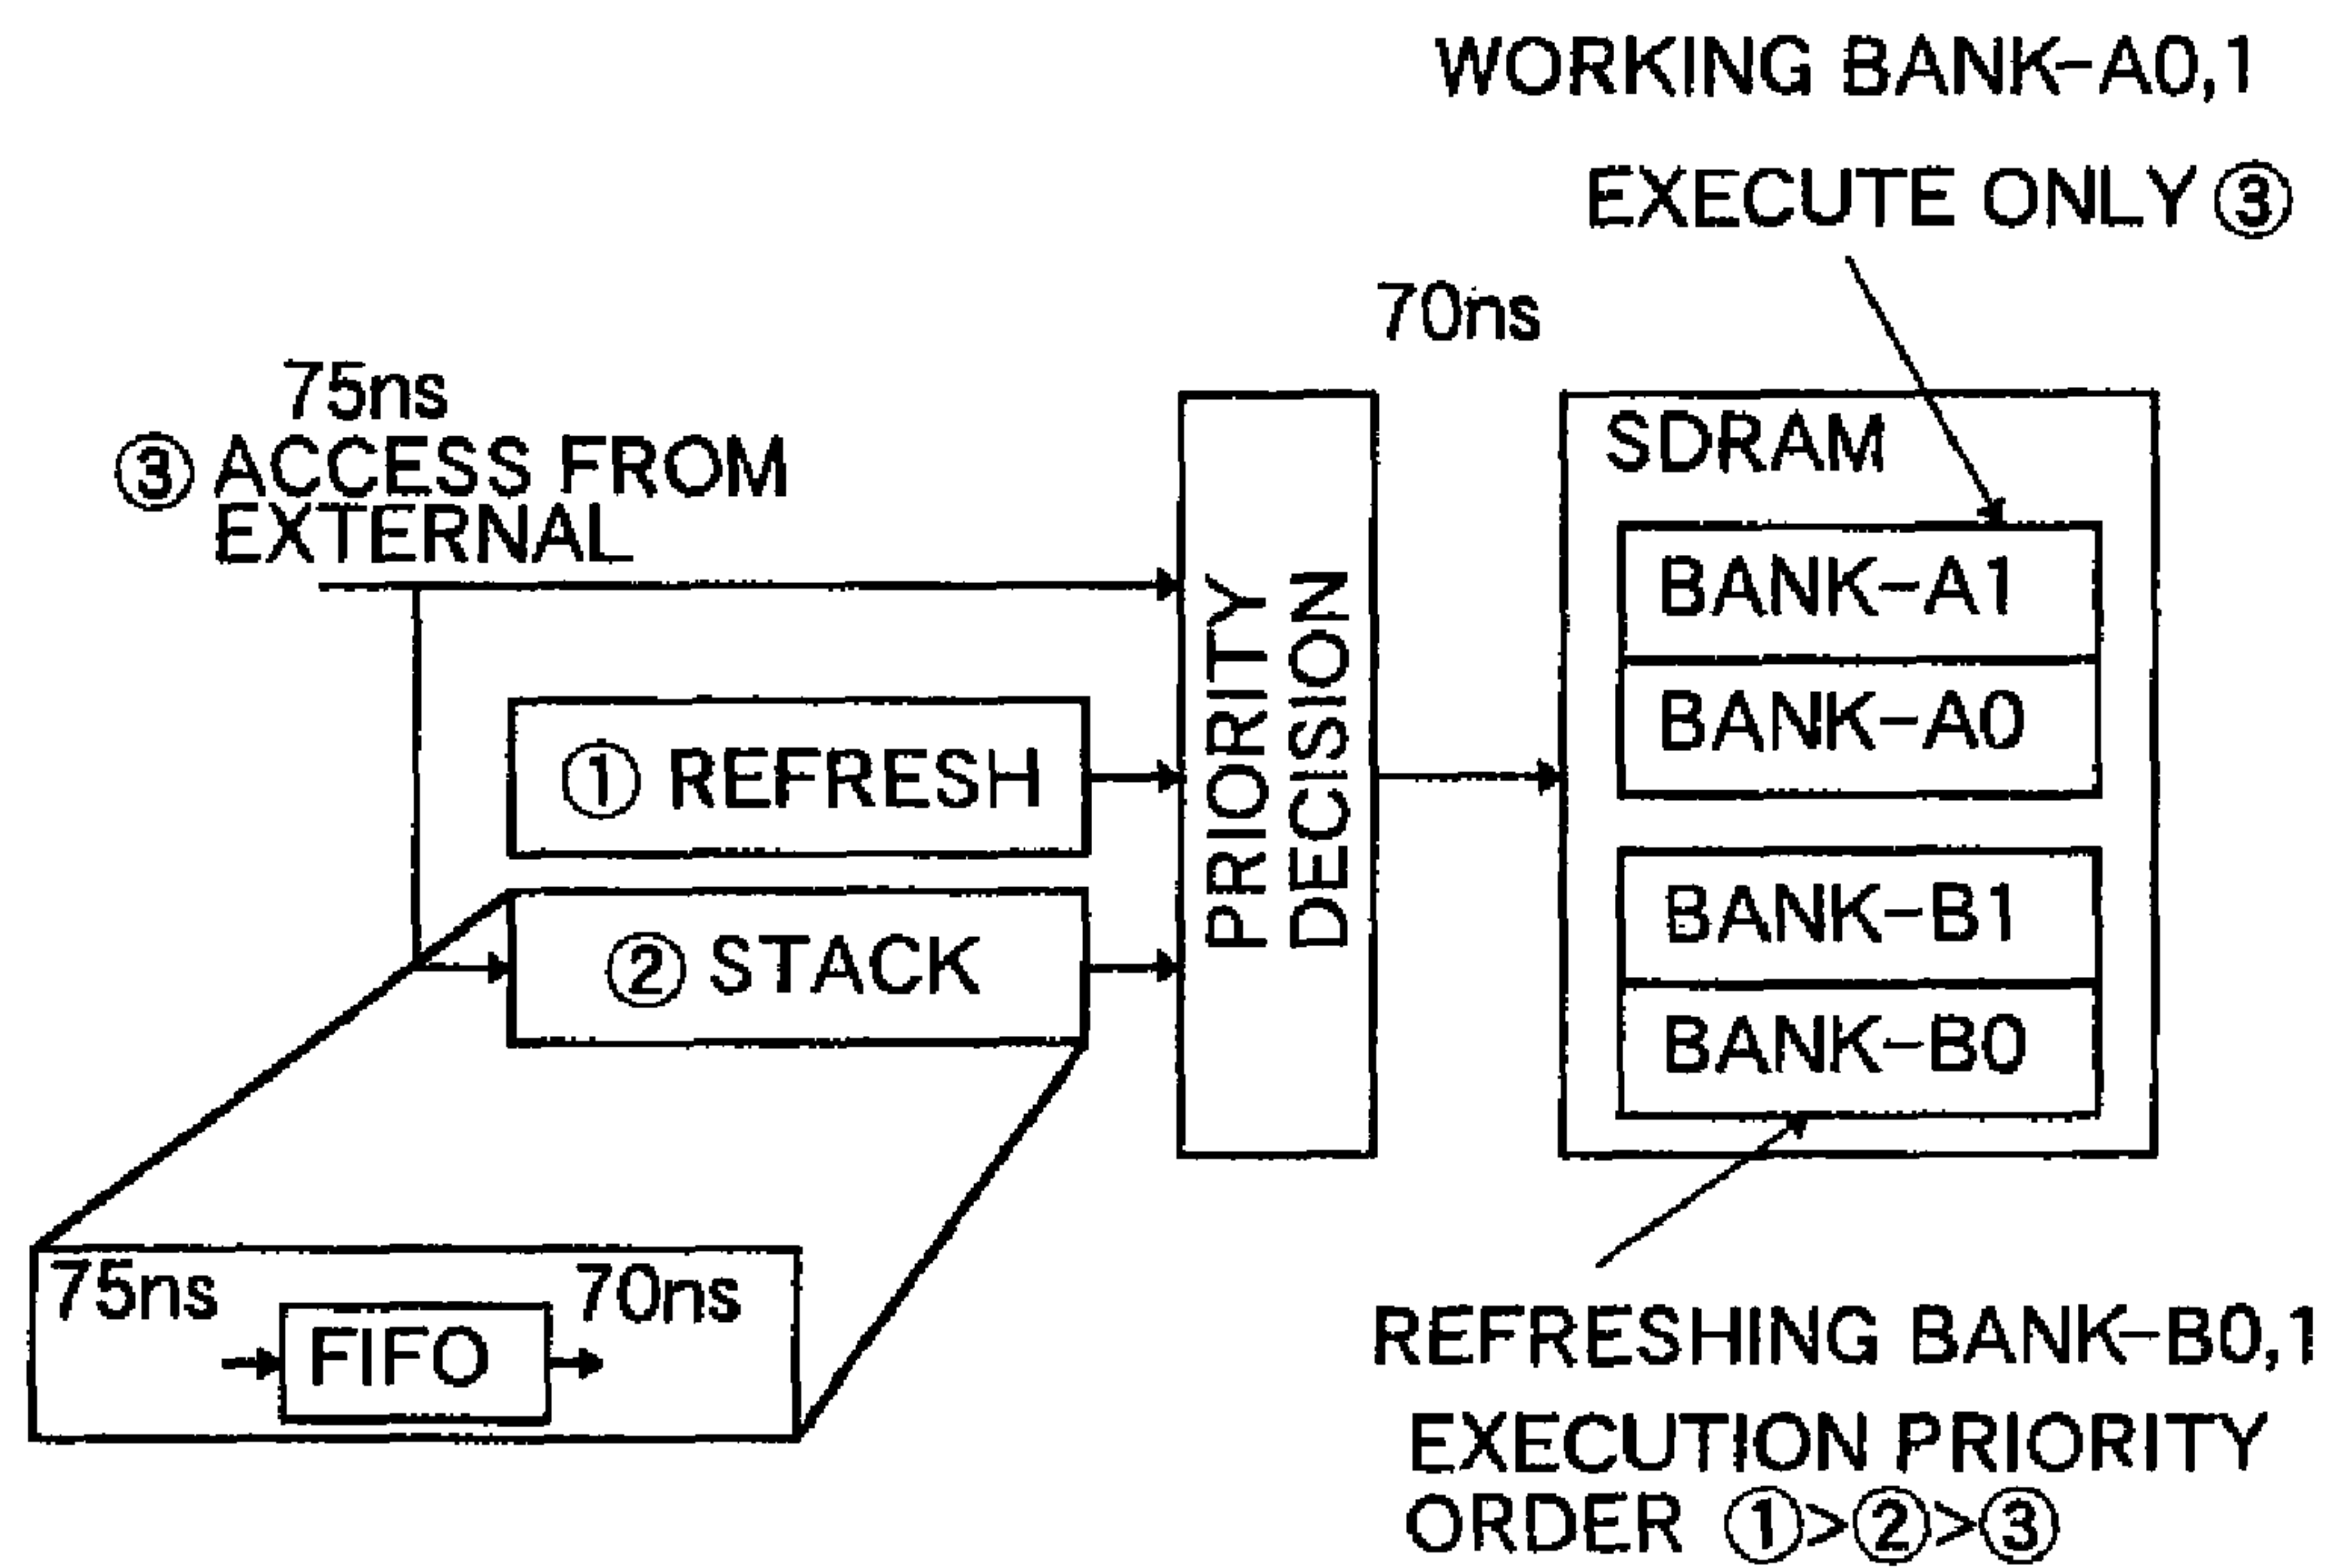 WORKING BANK-A0,1
EXECUTE ONLY ③
70ns
75ns
③ ACCESS FROM
EXTERNAL
SDRAM
BANK-A1
BANK-A0
PRIORITY
DECISION
① REFRESH
② STACK
BANK-B1
BANK-B0
75ns
70ns
FIFO
REFRESHING BANK-B0,1
EXECUTION PRIORITY
ORDER ①>②>③